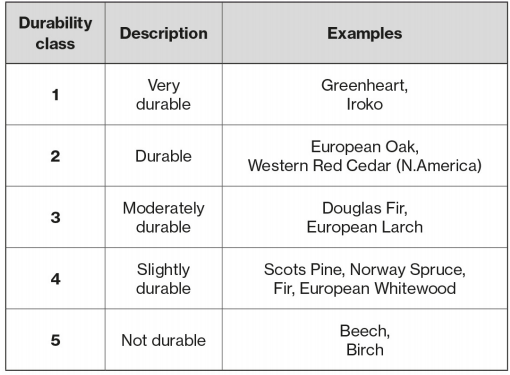 Durability
class
Description
Examples
1
Very
durable
Greenheart,
Iroko
2
Durable
European Oak,
Western Red Cedar (N.America)
3
Moderately
durable
Douglas Fir,
European Larch
4
Slightly
durable
Scots Pine, Norway Spruce,
Fir, European Whitewood
5
Not durable
Beech,
Birch